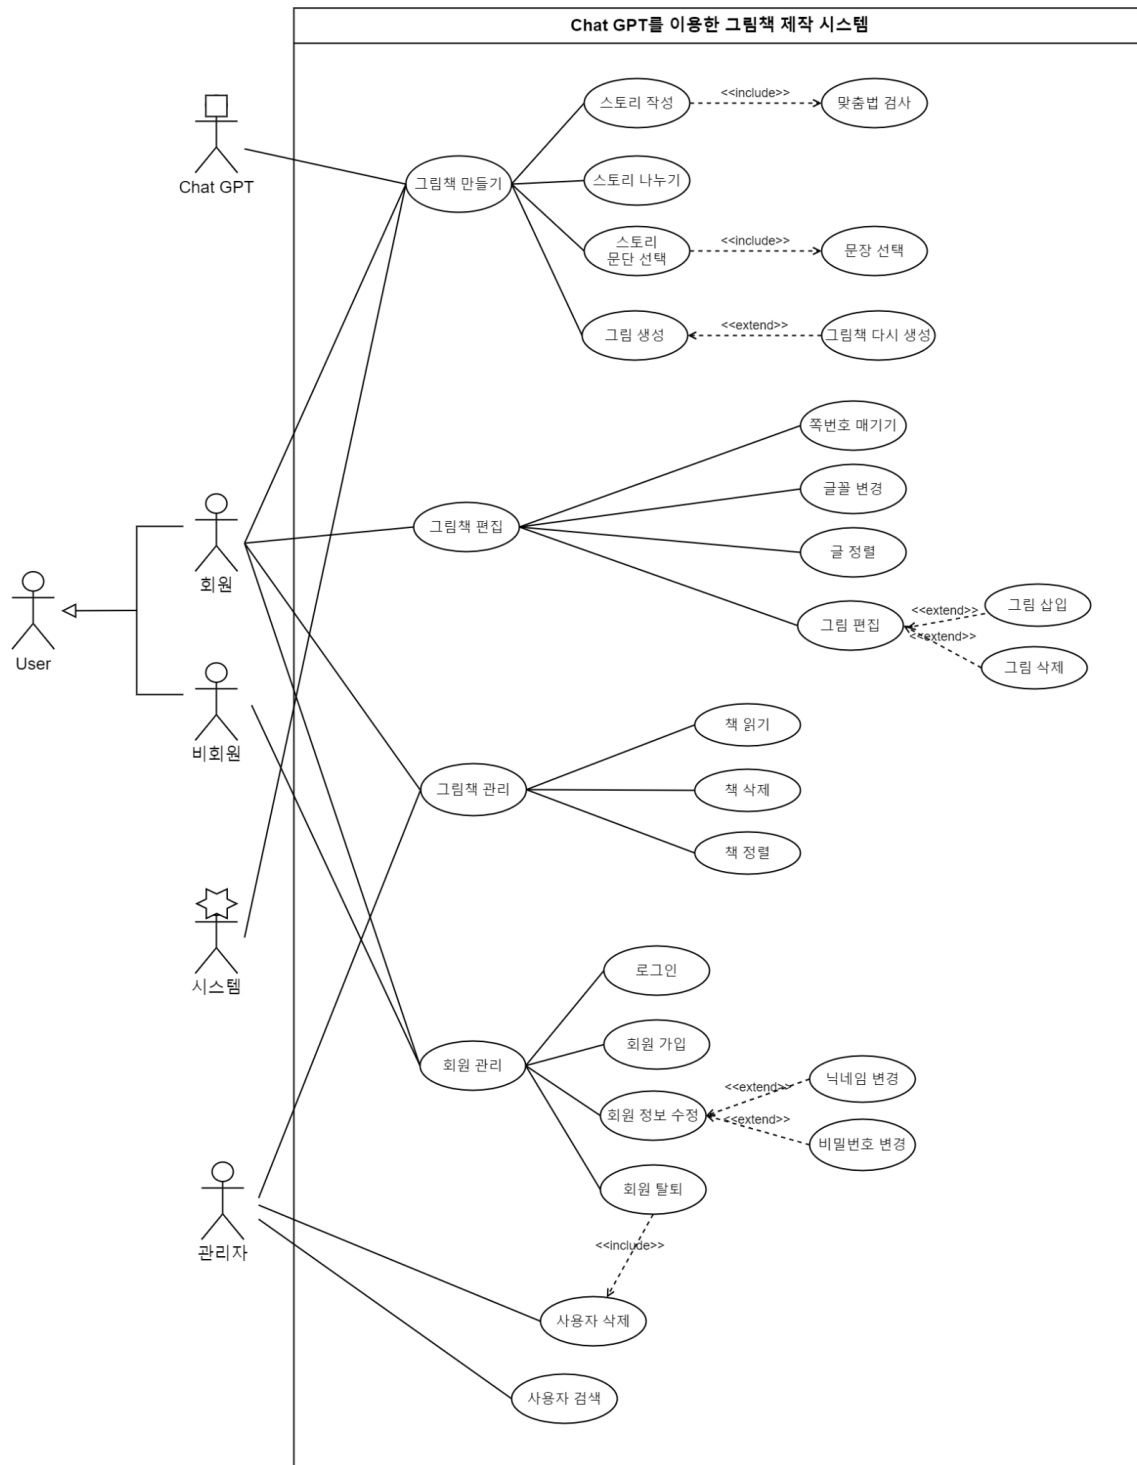 Chat GPT를 이용한 그림책 제작 시스템
스토리 작성
<<include>>
맞춤법 검사
Chat GPT
그림책 만들기
스토리 나누기
스토리
문단 선택
<<include>>
문장 선택
그림 생성
<<extend>>
그림책 다시 생성
쪽번호 매기기
글꼴 변경
그림책 편집
글 정렬
회원
그림 편집
<<extend>>
그림 삽입
<<extend>>
그림 삭제
User
비회원
책 읽기
그림책 관리
책 삭제
책 정렬
시스템
로그인
회원 가입
회원 관리
회원 정보 수정
<<extend>>
닉네임 변경
<<extend>>
비밀번호 변경
회원 탈퇴
관리자
<<include>>
사용자 삭제
사용자 검색